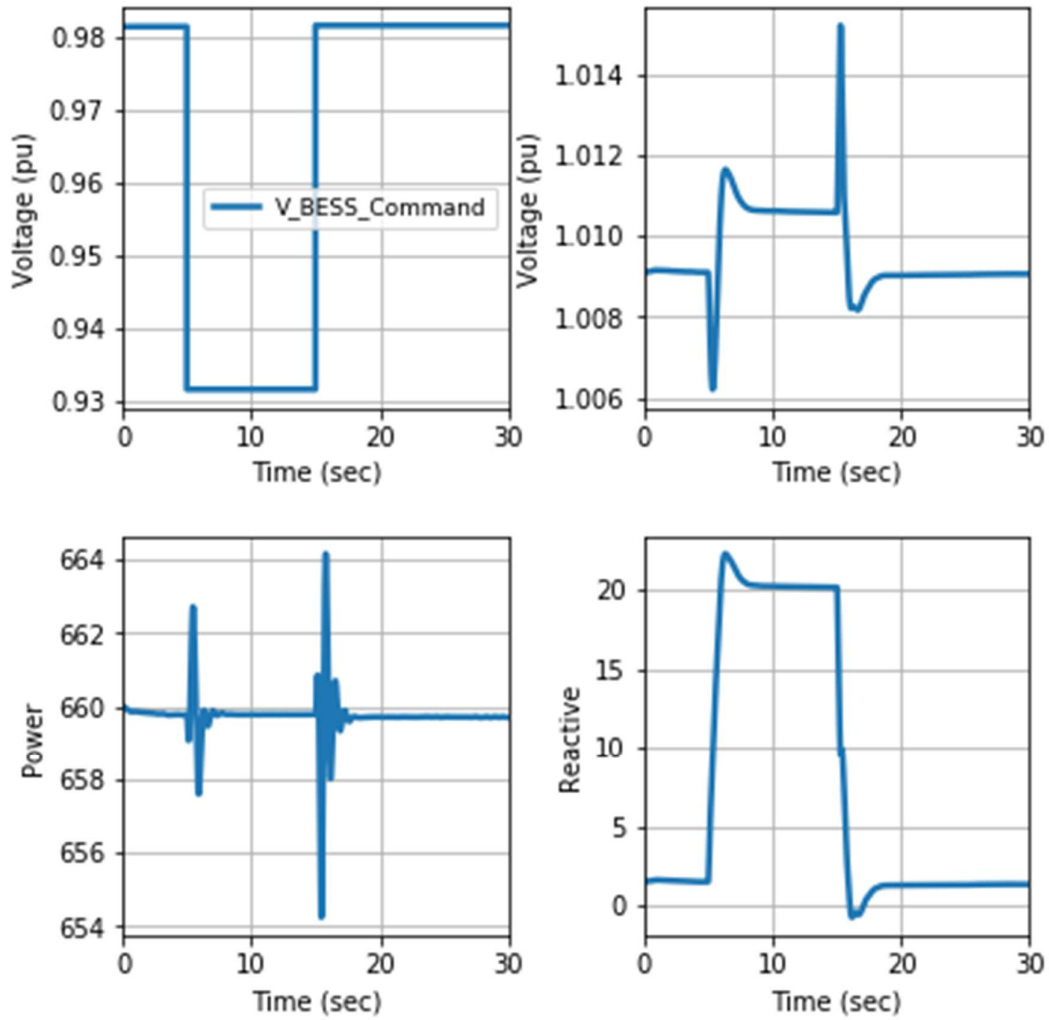 Voltage (pu)
0.98
0.97
0.96
0.95
0.94
0.93
V_BESS_Command
0 10 20 30
Time (sec)
Voltage (pu)
1.014
1.012
1.010
1.008
1.006
0 10 20 30
Time (sec)
Power
664
662
660
658
656
654
0 10 20 30
Time (sec)
Reactive
20
15
10
5
0
0 10 20 30
Time (sec)